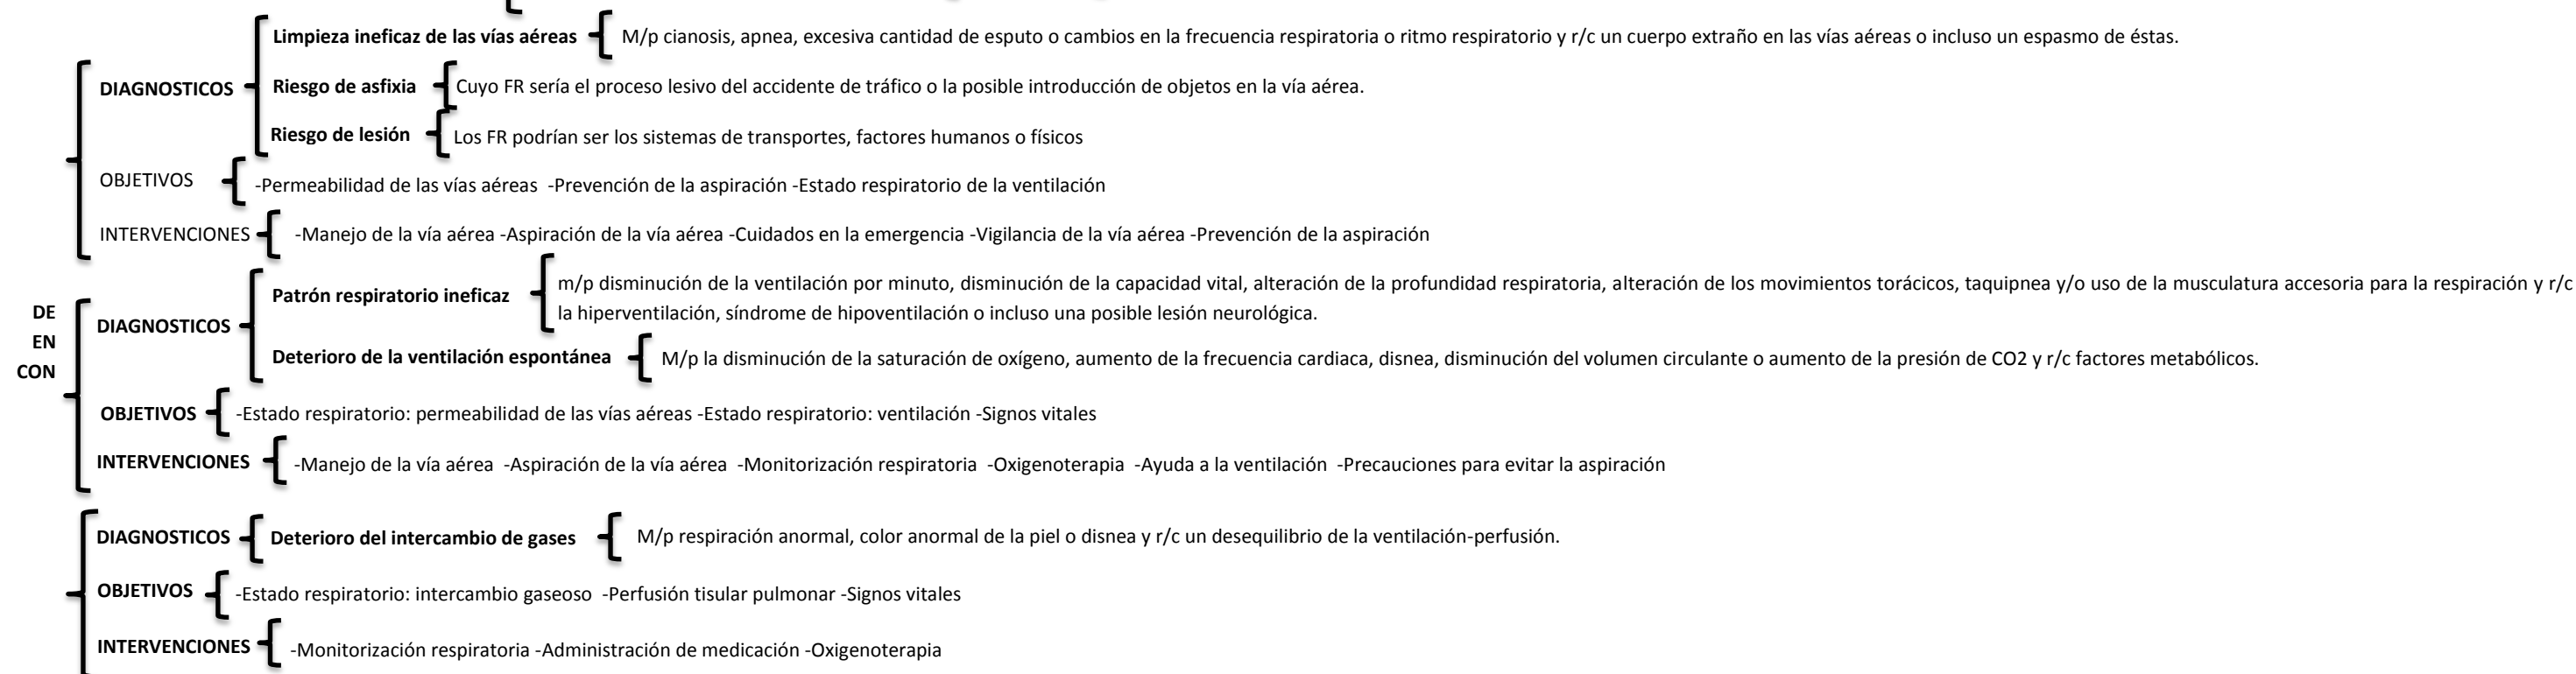 Limpieza ineficaz de las vías aéreas M/p cianosis, apnea, excesiva cantidad de esputo o cambios en la frecuencia respiratoria o ritmo respiratorio y r/c un cuerpo extraño en las vías aéreas o incluso un espasmo de éstas.
DIAGNOSTICOS Riesgo de asfixia Cuyo FR sería el proceso lesivo del accidente de tráfico o la posible introducción de objetos en la vía aérea.
Riesgo de lesión Los FR podrían ser los sistemas de transportes, factores humanos o físicos
OBJETIVOS -Permeabilidad de las vías aéreas -Prevención de la aspiración -Estado respiratorio de la ventilación
INTERVENCIONES -Manejo de la vía aérea -Aspiración de la vía aérea -Cuidados en la emergencia -Vigilancia de la vía aérea -Prevención de la aspiración
DE
EN
CON
DIAGNOSTICOS
Patrón respiratorio ineficaz
m/p disminución de la ventilación por minuto, disminución de la capacidad vital, alteración de la profundidad respiratoria, alteración de los movimientos torácicos, taquipnea y/o uso de la musculatura accesoria para la respiración y r/c
la hiperventilación, síndrome de hipoventilación o incluso una posible lesión neurológica.
Deterioro de la ventilación espontánea M/p la disminución de la saturación de oxígeno, aumento de la frecuencia cardiaca, disnea, disminución del volumen circulante o aumento de la presión de CO2 y r/c factores metabólicos.
OBJETIVOS -Estado respiratorio: permeabilidad de las vías aéreas -Estado respiratorio: ventilación -Signos vitales
INTERVENCIONES -Manejo de la vía aérea -Aspiración de la vía aérea -Monitorización respiratoria -Oxigenoterapia -Ayuda a la ventilación -Precauciones para evitar la aspiración
DIAGNOSTICOS Deterioro del intercambio de gases M/p respiración anormal, color anormal de la piel o disnea y r/c un desequilibrio de la ventilación-perfusión.
OBJETIVOS -Estado respiratorio: intercambio gaseoso -Perfusión tisular pulmonar -Signos vitales
INTERVENCIONES -Monitorización respiratoria -Administración de medicación -Oxigenoterapia